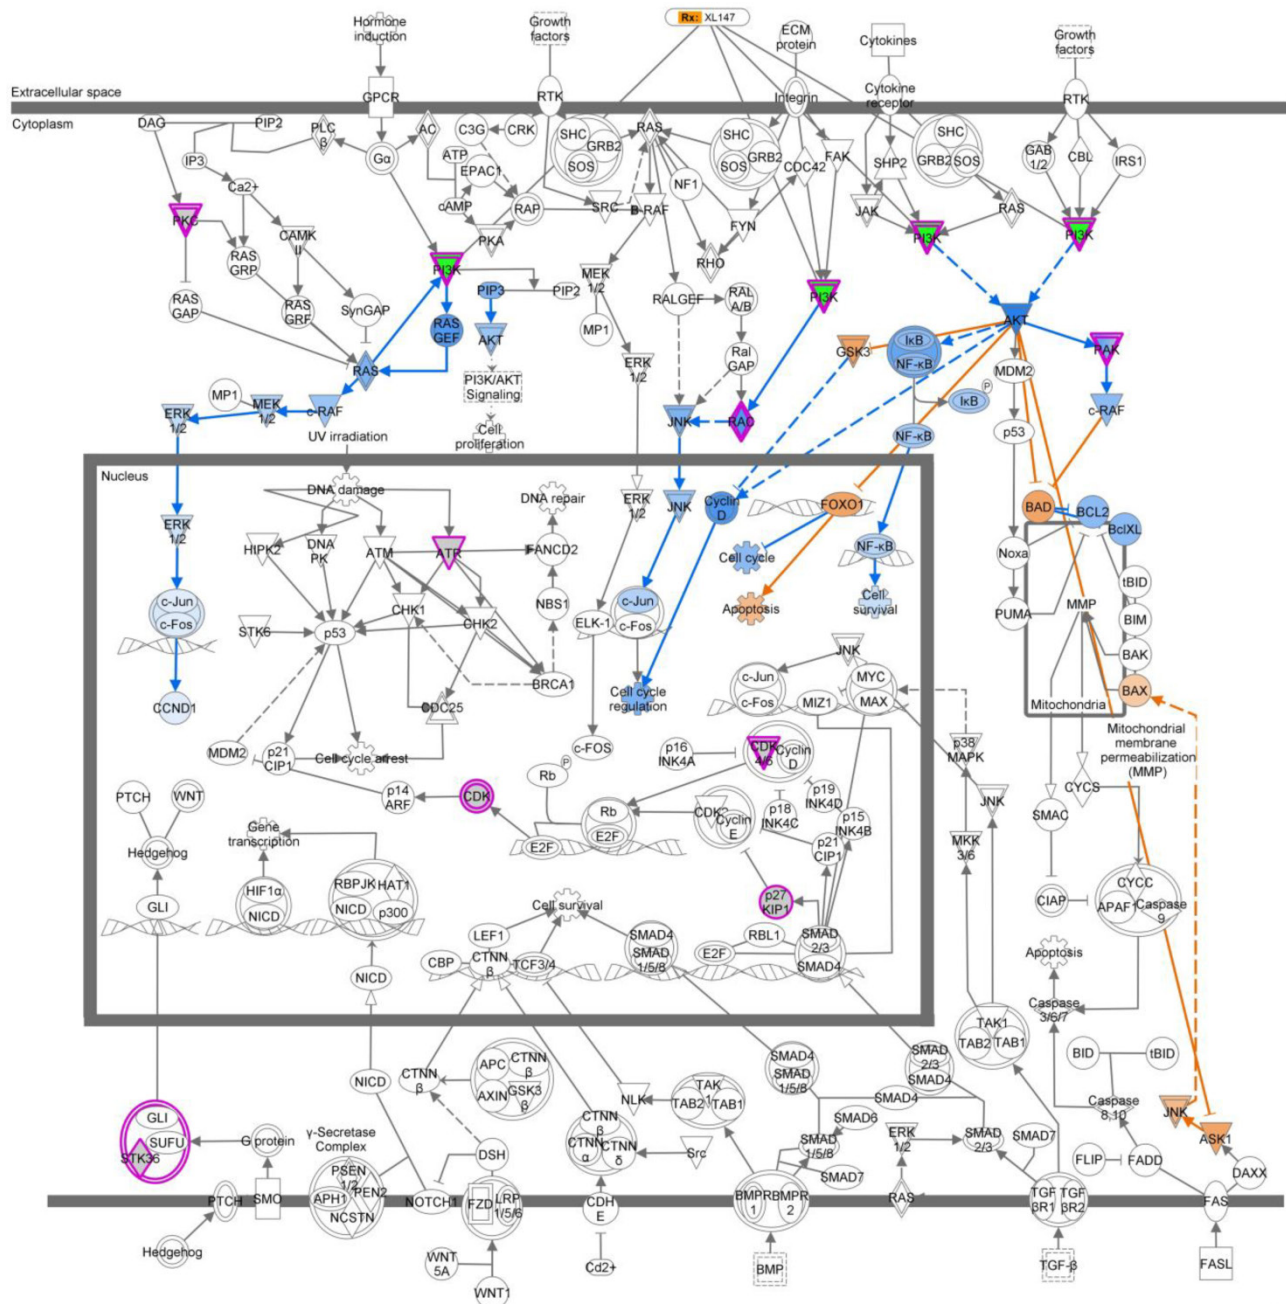 Hormone
induction
Growth
factors
Rx: XL147
ECM
protein
Cytokines
Growth
factors
Extracellular space
GPCR
RTK
Integrin
Cytokine
receptor
RTK
Cytoplasm
DAG
PIP2
PLC
β
AC
C3G
CRK
SHC
GRB2
SOS
RAS
SHC
GRB2
SOS
CDC42
FAK
SHP2
SHC
GRB2
SOS
GAB
1/2
CBL
IRS1
IP3
Gα
ATP
EPAC1
NF1
Ca2+
cAMP
RAP
SRC
B-RAF
FYN
JAK
RAS
PKC
CAMK
II
PKA
RHO
PI3K
PI3K
RAS
GRP
PI3K
MEK
1/2
RAS
GAP
RAS
GRF
SynGAP
PIP3
PIP2
RALGEF
RAL
A/B
PI3K
RAS
GEF
AKT
MP1
AKT
IκB
NF-κB
GSK3
PAK
RAS
ERK
1/2
Ral
GAP
MDM2
PI3K/AKT
Signaling
MP1
MEK
1/2
c-RAF
ERK
1/2
IκB
P
c-RAF
JNK
RAC
NF-κB
p53
UV irradiation
Cell
proliferation
Nucleus
DNA damage
DNA repair
ERK
1/2
JNK
Cyclin
D
FOXO1
BAD
BCL2
BclXL
ERK
1/2
HIPK2
DNA
PK
ATM
ATR
FANCD2
Cell cycle
NF-κB
Noxa
tBID
c-Jun
c-Fos
CHK1
NBS1
c-Jun
c-Fos
Apoptosis
Cell
survival
MMP
PUMA
BIM
STK6
p53
CHK2
ELK-1
BAK
BRCA1
JNK
BAX
CCND1
CDC25
Cell cycle
regulation
c-Jun
c-Fos
MIZ1
MYC
MAX
Mitochondria
MDM2
p21
CIP1
Cell cycle arrest
c-FOS
p16
INK4A
CDK
4/6
Cyclin
D
p38
MAPK
Mitochondrial
membrane
permeabilization
(MMP)
PTCH
WNT
p14
ARF
CDK
Rb
P
p19
INK4D
JNK
CYCS
Rb
E2F
CDK2
Cyclin
E
p18
INK4C
p15
INK4B
SMAC
Hedgehog
Gene
transcription
E2F
p21
CIP1
MKK
3/6
GLI
HIF1α
NICD
RBPJK
HAT1
NICD
p300
Cell survival
p27
KIP1
CIAP
CYCC
APAF
Caspase
9
LEF1
CTNN
β
CBP
TCF3/4
SMAD4
SMAD
1/5/8
RBL1
E2F
SMAD
2/3
SMAD4
Apoptosis
NICD
Caspase
3/6/7
TAK1
TAB2
TAB1
NICD
CTNN
β
APC
CTNN
β
AXIN
GSK3
β
SMAD4
SMAD
1/5/8
SMAD
2/3
SMAD4
BID
tBID
NLK
TAK
1
TAB2
TAB1
SMAD4
Caspase
8,10
JNK
GLI
SUFU
STK36
G protein
γ-Secretase
Complex
CTNN
β
CTNN
α
CTNN
δ
SMAD6
ERK
1/2
SMAD
2/3
SMAD7
ASK1
DSH
Src
SMAD
1/5/8
SMAD7
FLIP
FADD
DAXX
PTCH
SMO
PSEN
1/2
APH1
PEN2
NCSTN
NOTCH1
FZD
LRP
1/5/6
CDH
E
BMPR
1
BMPR
2
RAS
TGF
βR1
TGF
βR2
FAS
Hedgehog
WNT
5A
WNT1
Cd2+
BMP
TGF-β
FASL